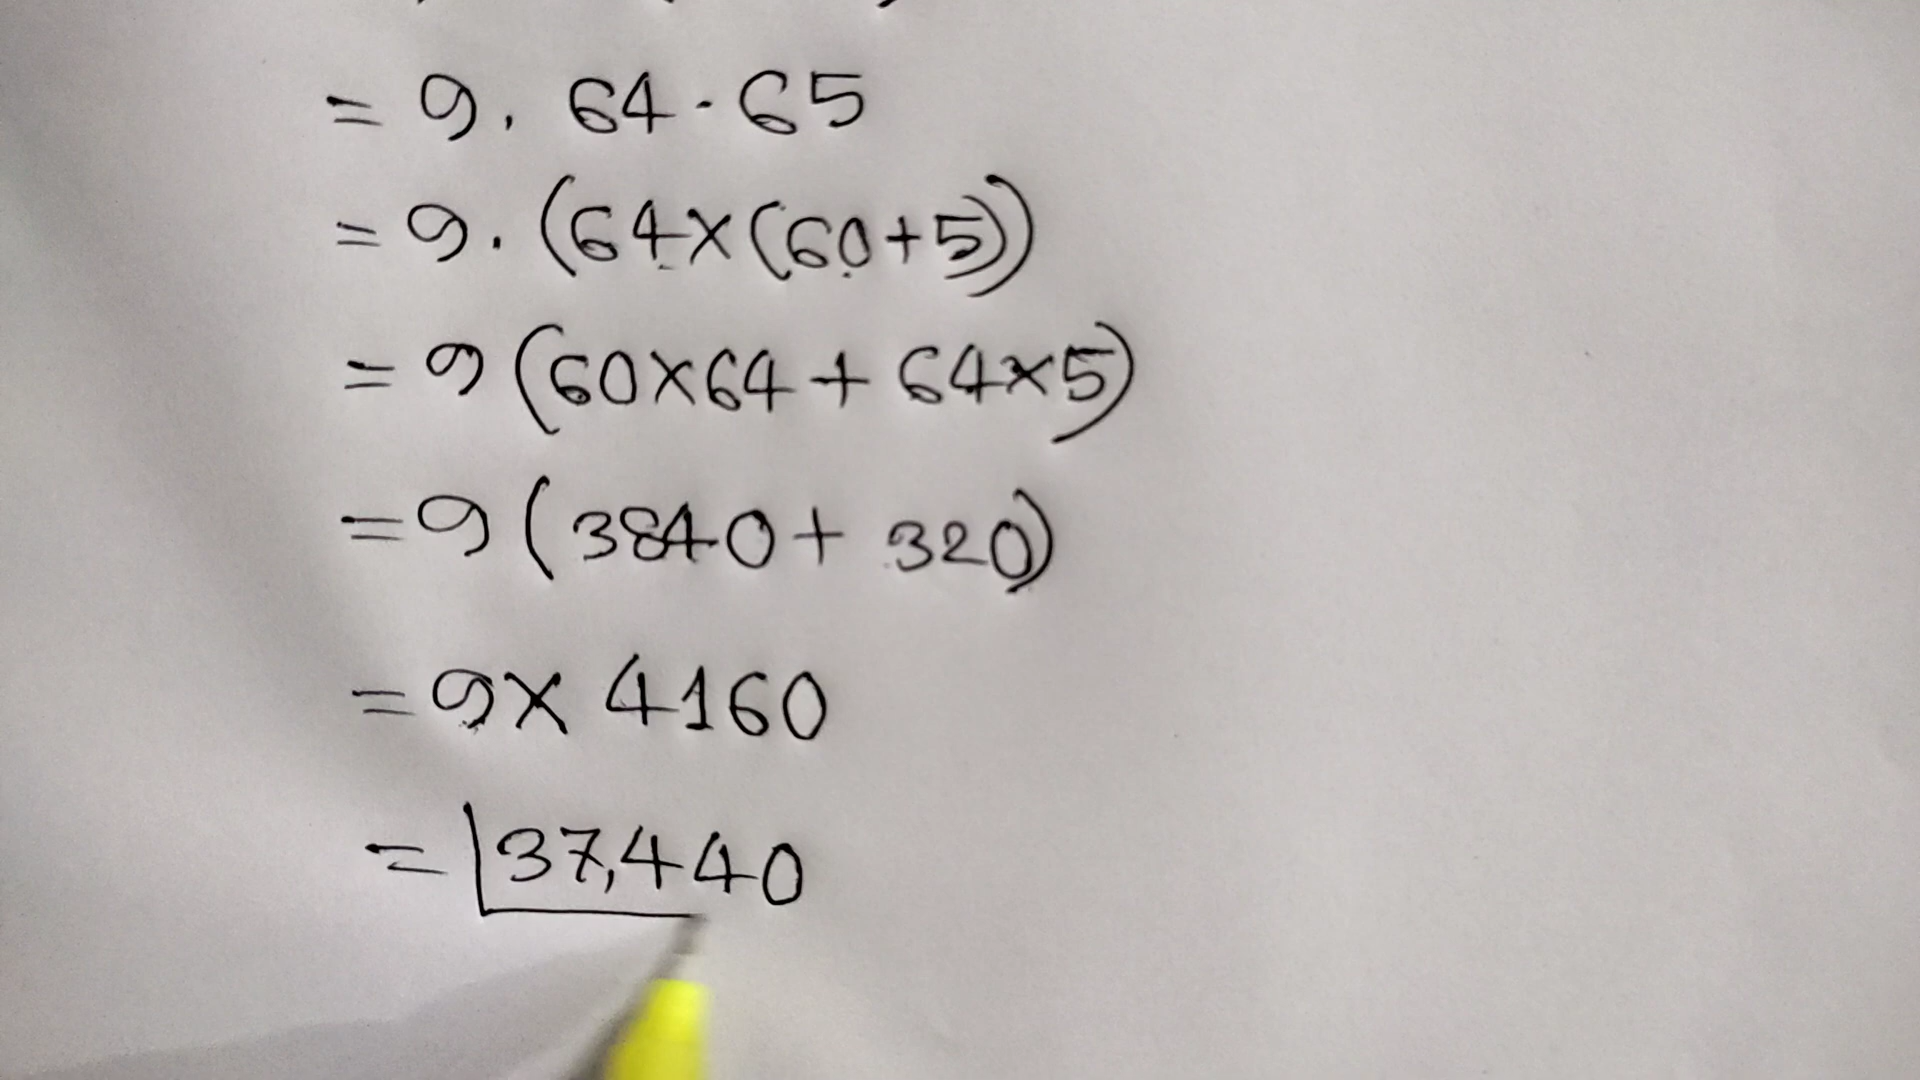 = 9. 64.65
= 9. (64×(60+5))
= 9 (60×64+64×5)
= 9 (3840+320)
= 9× 4160
= 37,440